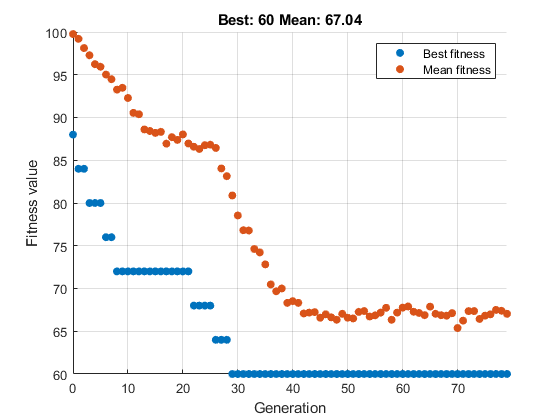 Best: 60 Mean: 67.04
Best fitness
Mean fitness
Fitness value
100
95
90
85
80
75
70
65
60
0 10 20 30 40 50 60 70
Generation